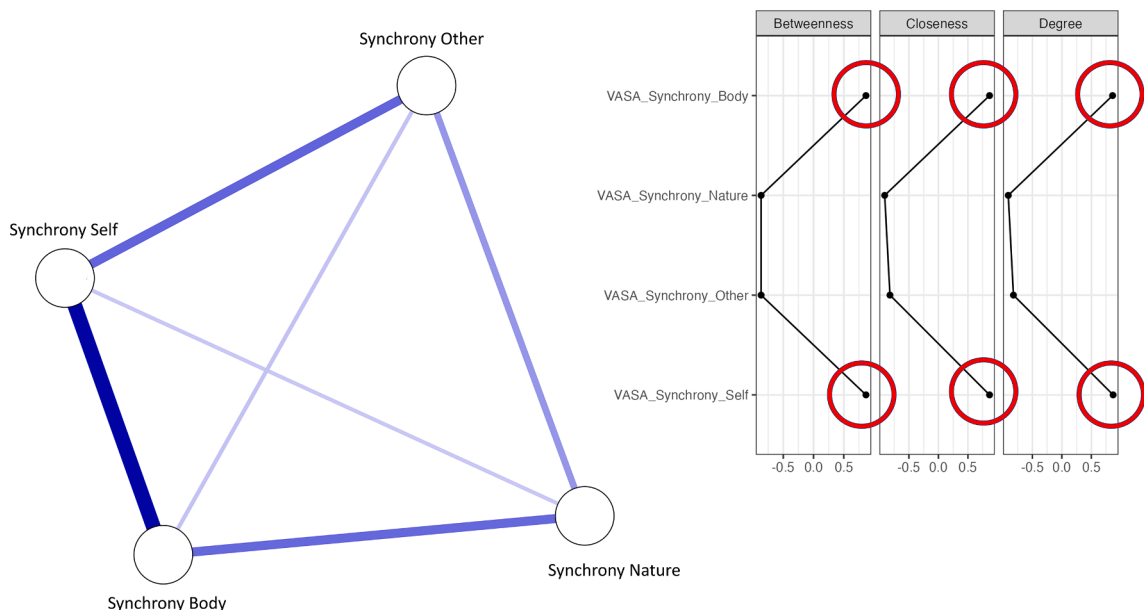 Synchrony Other
Synchrony Self
Synchrony Nature
Synchrony Body
Betweenness Closeness Degree
VASA_Synchrony_Body
VASA_Synchrony_Nature
VASA_Synchrony_Other
VASA_Synchrony_Self
-0.5 0.0 0.5 -0.5 0.0 0.5 -0.5 0.0 0.5